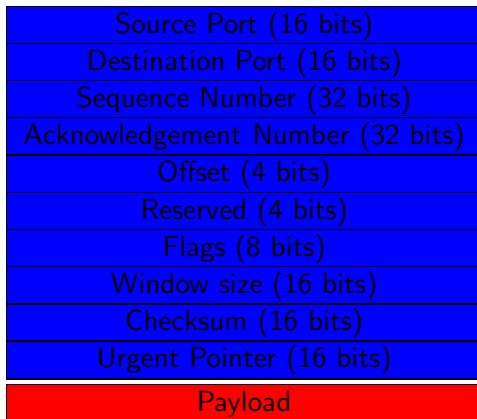 Source Port (16 bits)
Destination Port (16 bits)
Sequence Number (32 bits)
Acknowledgement Number (32 bits)
Offset (4 bits)
Reserved (4 bits)
Flags (8 bits)
Window size (16 bits)
Checksum (16 bits)
Urgent Pointer (16 bits)
Payload